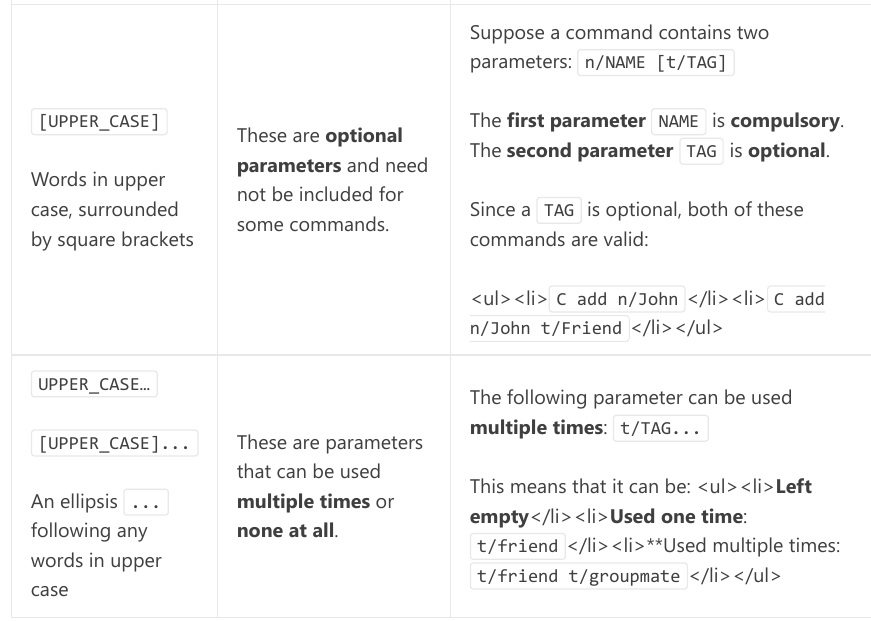 [UPPER_CASE]
Words in upper
case, surrounded
by square brackets
These are optional
parameters and need
not be included for
some commands.
Suppose a command contains two
parameters: n/NAME [t/TAG]
The first parameter NAME is compulsory.
The second parameter TAG is optional.
Since a TAG is optional, both of these
commands are valid:
<ul><li> C add n/John </li><li> C add
n/John t/Friend </li></ul>
UPPER_CASE…
[UPPER_CASE]...
An ellipsis ...
following any
words in upper
case
These are parameters
that can be used
multiple times or
none at all.
The following parameter can be used
multiple times: t/TAG...
This means that it can be: <ul><li>Left
empty</li><li>Used one time:
t/friend </li><li>**Used multiple times:
t/friend t/groupmate </li></ul>